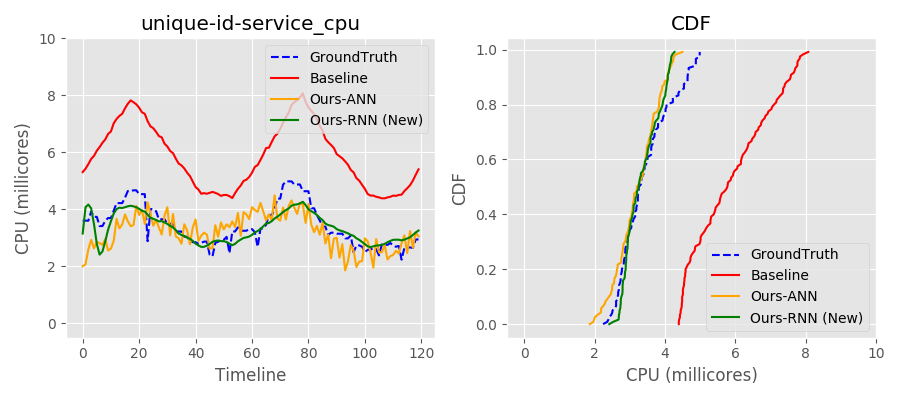 unique-id-service_cpu
CPU (millicores)
10
8
6
4
2
0
0 20 40 60 80 100 120
Timeline
GroundTruth
Baseline
Ours-ANN
Ours-RNN (New)
CDF
CDF
1.0
0.8
0.6
0.4
0.2
0.0
0 2 4 6 8 10
CPU (millicores)
GroundTruth
Baseline
Ours-ANN
Ours-RNN (New)